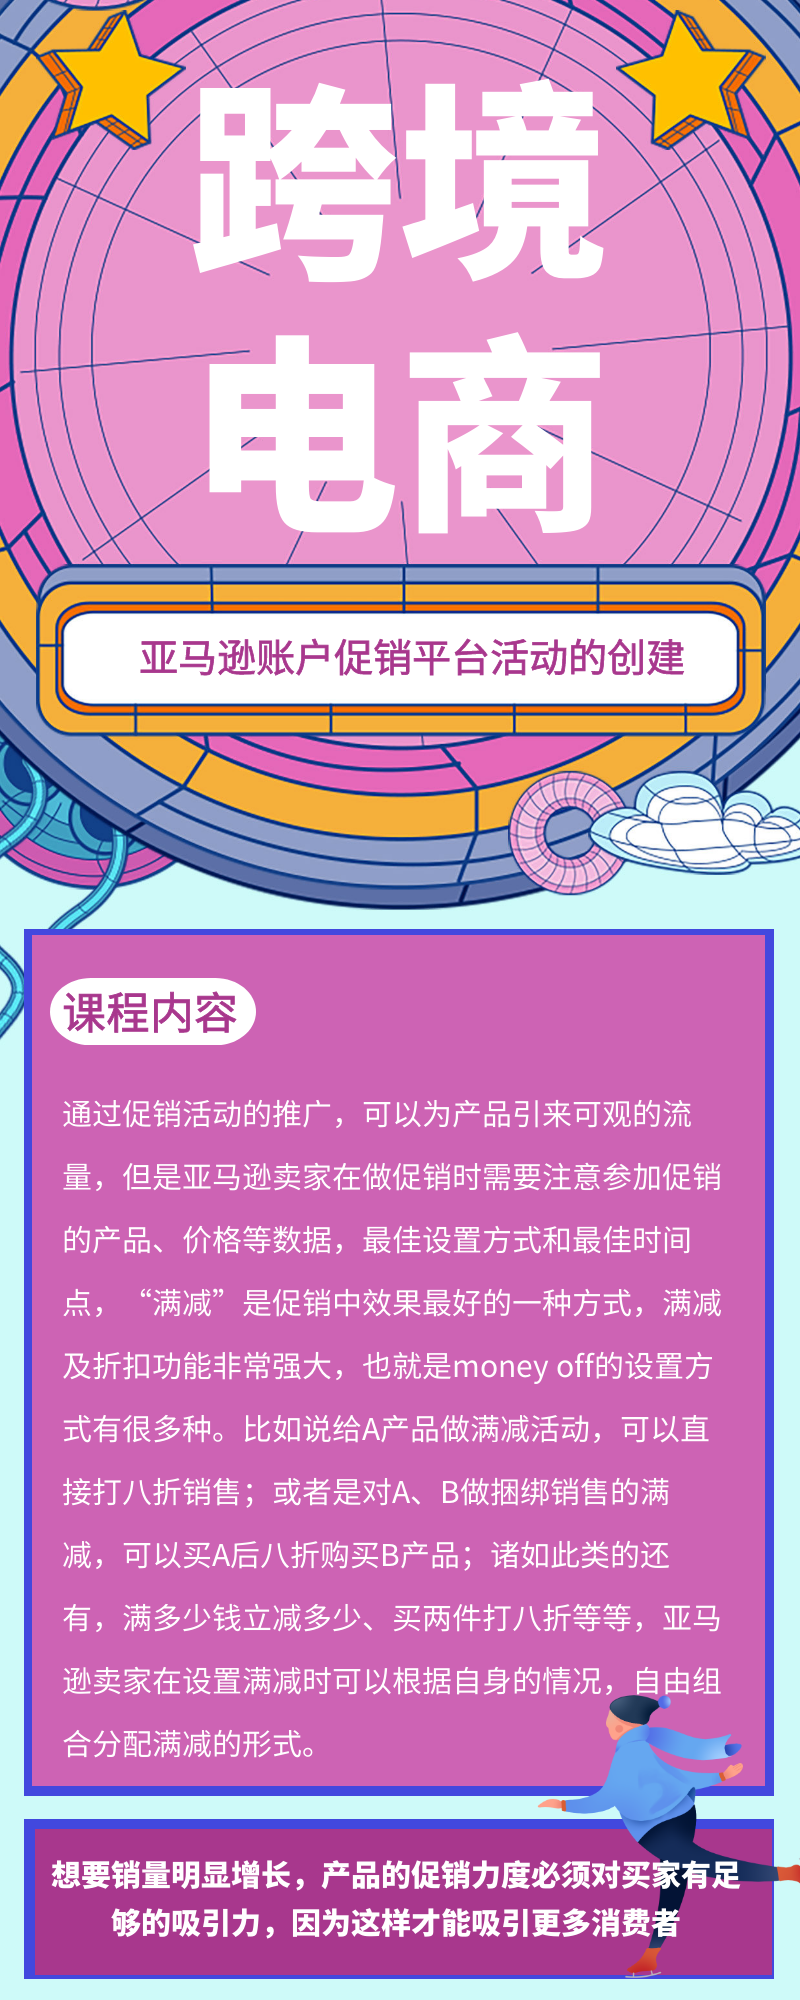 跨境
电商
亚马逊账户促销平台活动的创建
课程内容
通过促销活动的推广，可以为产品引来可观的流
量，但是亚马逊卖家在做促销时需要注意参加促销
的产品、价格等数据，最佳设置方式和最佳时间
点，“满减”是促销中效果最好的一种方式，满减
及折扣功能非常强大，也就是money off的设置方
式有很多种。比如说给A产品做满减活动，可以直
接打八折销售；或者是对A、B做捆绑销售的满
减，可以买A后八折购买B产品；诸如此类的还
有，满多少钱立减多少、买两件打八折等等，亚马
逊卖家在设置满减时可以根据自身的情况，自由组
合分配满减的形式。
想要销量明显增长，产品的促销力度必须对买家有足
够的吸引力，因为这样才能吸引更多消费者